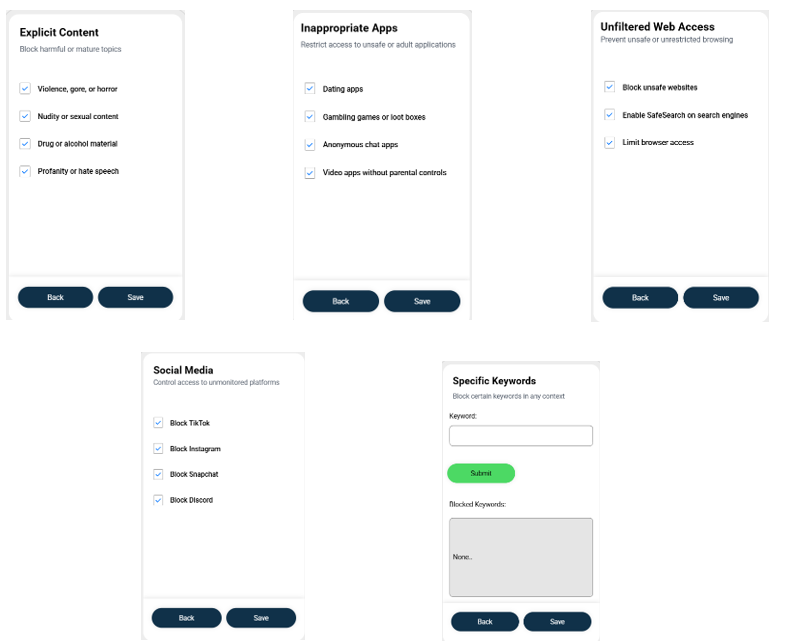 Explicit Content
Block harmful or mature topics
Violence, gore, or horror
Nudity or sexual content
Drug or alcohol material
Profanity or hate speech
Back
Save
Inappropriate Apps
Restrict access to unsafe or adult applications
Dating apps
Gambling games or loot boxes
Anonymous chat apps
Video apps without parental controls
Back
Save
Unfiltered Web Access
Prevent unsafe or unrestricted browsing
Block unsafe websites
Enable SafeSearch on search engines
Limit browser access
Back
Save
Social Media
Control access to unmonitored platforms
Block TikTok
Block Instagram
Block Snapchat
Block Discord
Back
Save
Specific Keywords
Block certain keywords in any context
Keyword:
Submit
Blocked Keywords:
None..
Back
Save